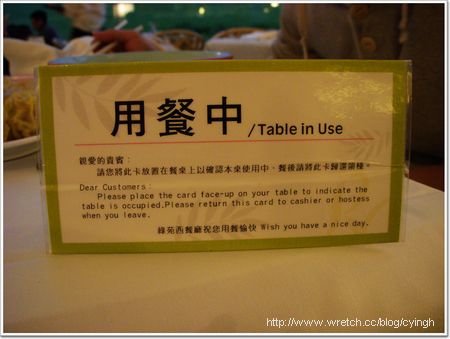 用餐中/Table in Use
親愛的貴賓：
請您將此卡放置在餐桌上以確認本桌使用中、餐後請將此卡歸還領檯。
Dear Customers：
Please place the card face-up on your table to indicate the
table is occupied.Please return this card to cashier or hostess
when you leave.
綠苑西餐廳祝您用餐愉快 Wish you have a nice day.
http://www.wretch.cc/blog/cyingh